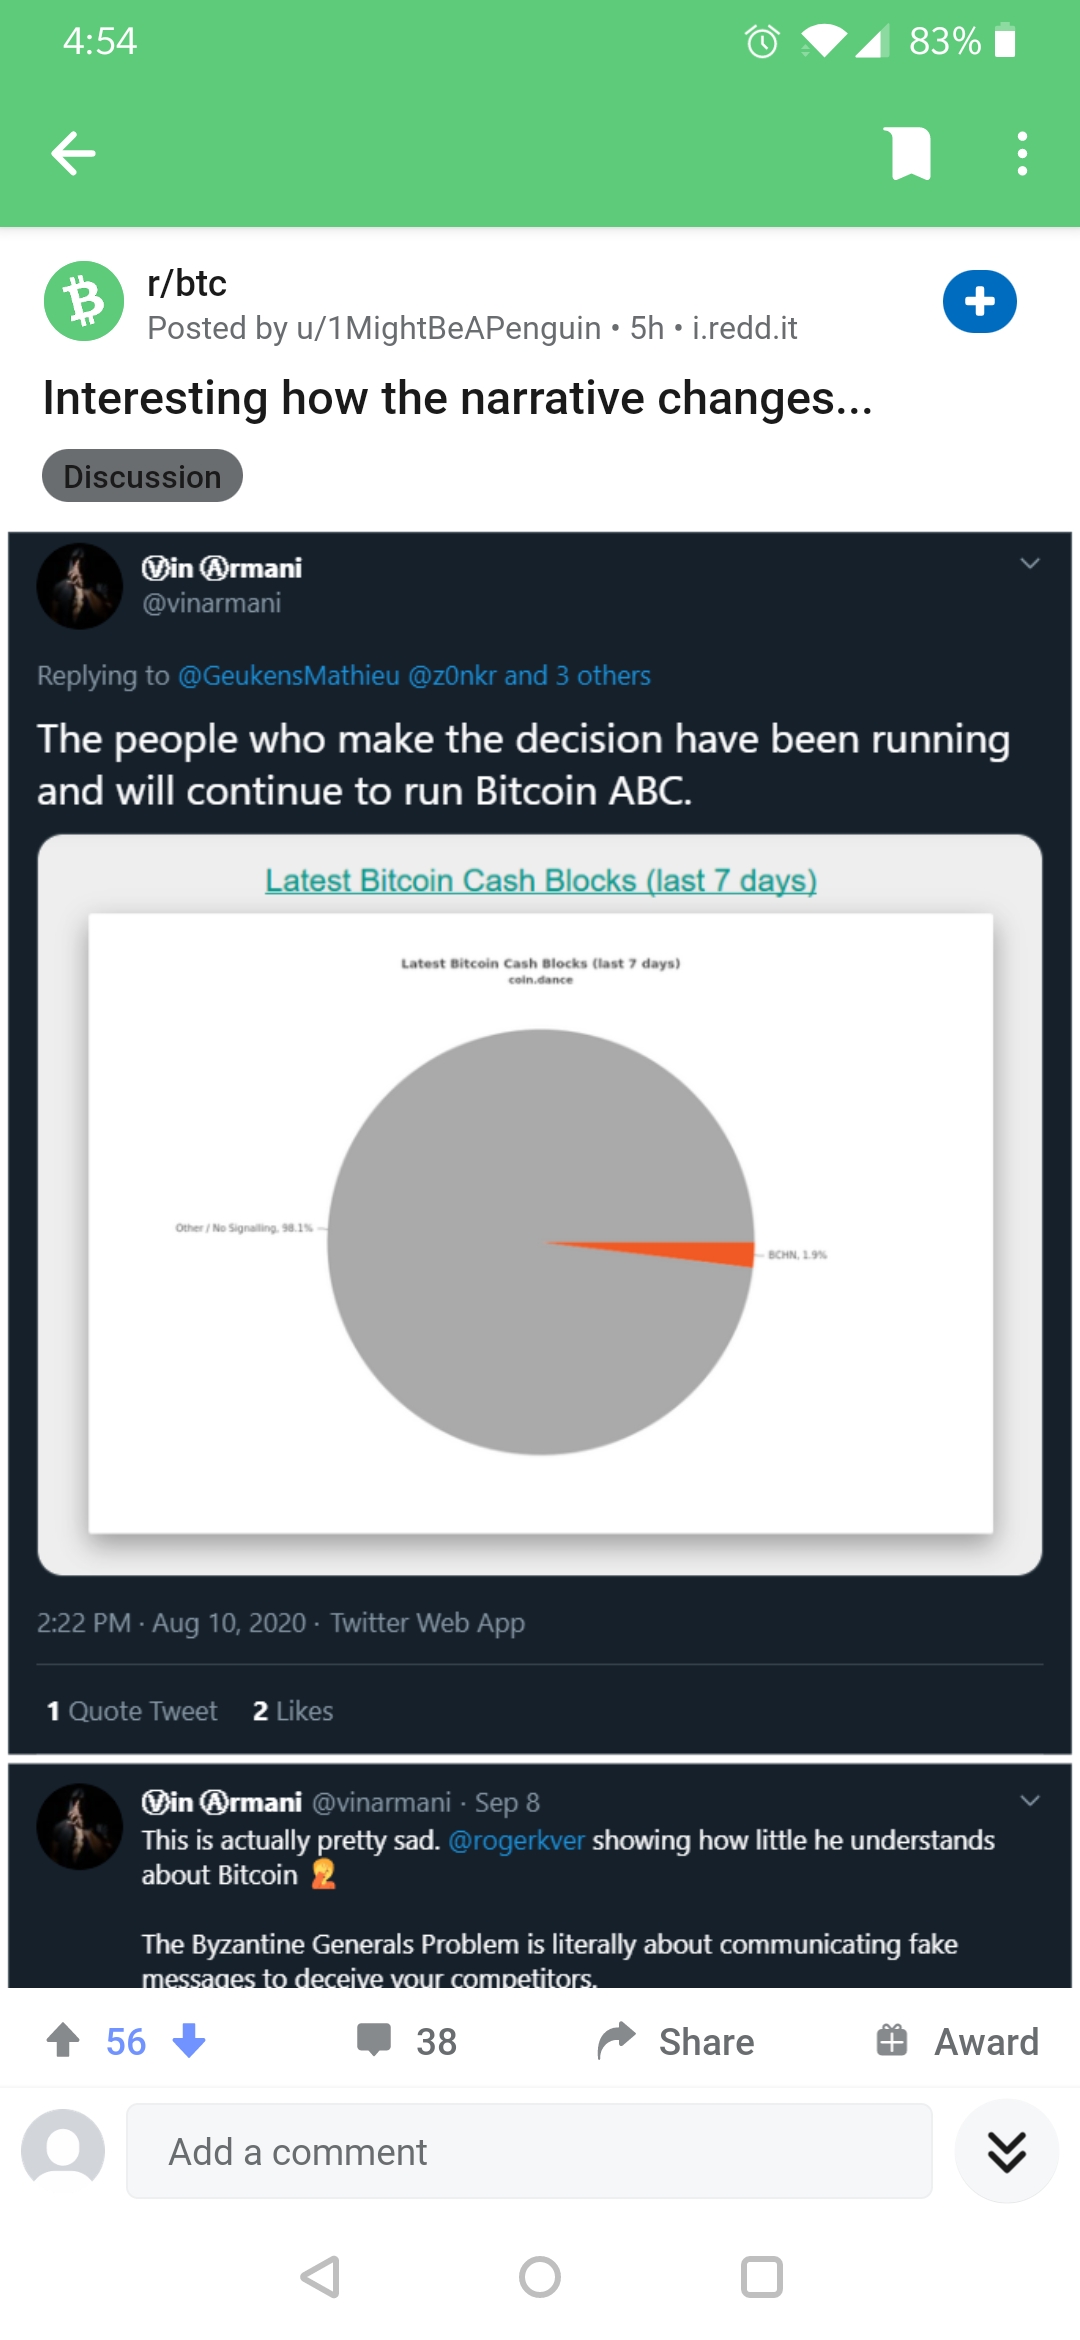 4:54
83%
r/btc
Posted by u/1MightBeAPenguin • 5h • i.redd.it
Interesting how the narrative changes...
Discussion
Ⓥin Ⓐrmani
@vinarmani
Replying to @GeukensMathieu @z0nkr and 3 others
The people who make the decision have been running
and will continue to run Bitcoin ABC.
Latest Bitcoin Cash Blocks (last 7 days)
Latest Bitcoin Cash Blocks (last 7 days)
coin.dance
Other / No Signalling, 98.1%
BCHN, 1.9%
2:22 PM · Aug 10, 2020 · Twitter Web App
1 Quote Tweet 2 Likes
Ⓥin Ⓐrmani @vinarmani · Sep 8
This is actually pretty sad. @rogerkver showing how little he understands
about Bitcoin 🤦
The Byzantine Generals Problem is literally about communicating fake
messages to deceive your competitors.
56 38 Share Award
Add a comment